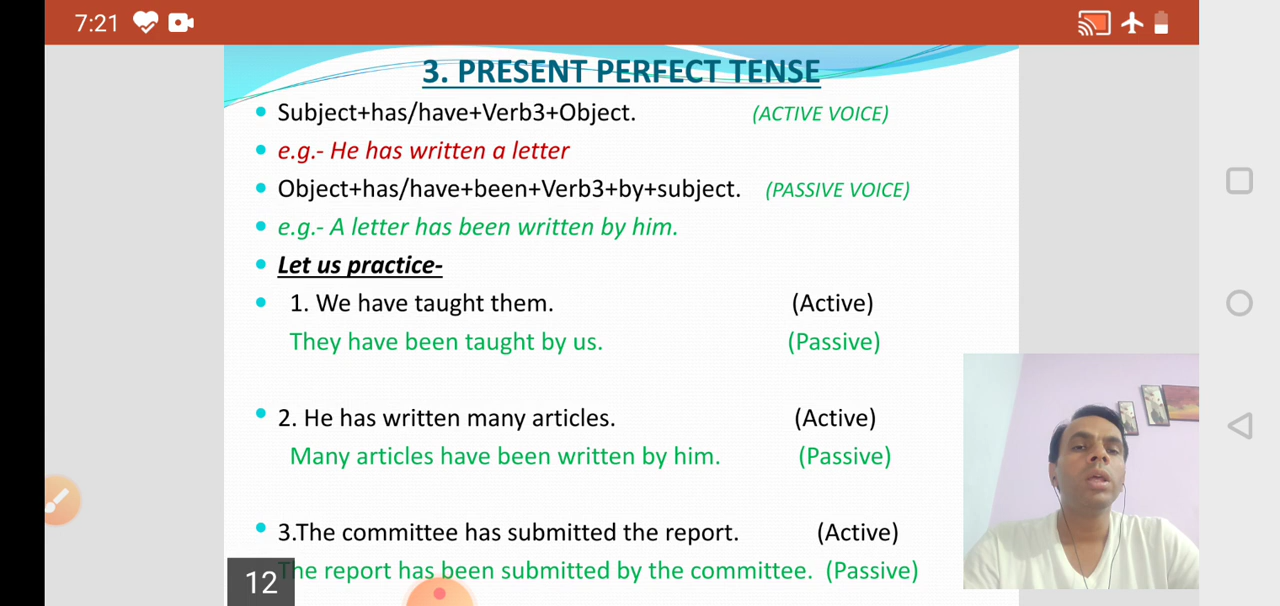 7:21
3. PRESENT PERFECT TENSE
Subject+has/have+Verb3+Object. (ACTIVE VOICE)
e.g.- He has written a letter
Object+has/have+been+Verb3+by+subject. (PASSIVE VOICE)
e.g.- A letter has been written by him.
Let us practice-
1. We have taught them. (Active)
They have been taught by us. (Passive)
2. He has written many articles. (Active)
Many articles have been written by him. (Passive)
3.The committee has submitted the report. (Active)
The report has been submitted by the committee. (Passive)
12